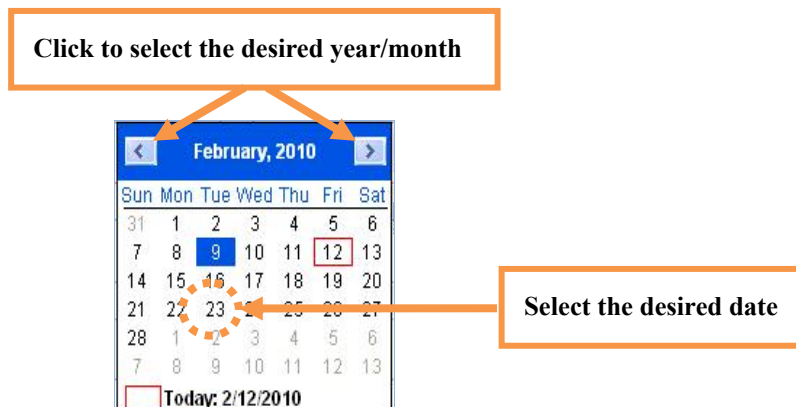 Click to select the desired year/month
< February, 2010 >
Sun Mon Tue Wed Thu Fri Sat
31 1 2 3 4 5 6
7 8 9 10 11 12 13
14 15 16 17 18 19 20
21 22 23 25 26 27
Select the desired date
28 1 2 3 4 5 6
7 8 9 10 11 12 13
Today: 2/12/2010